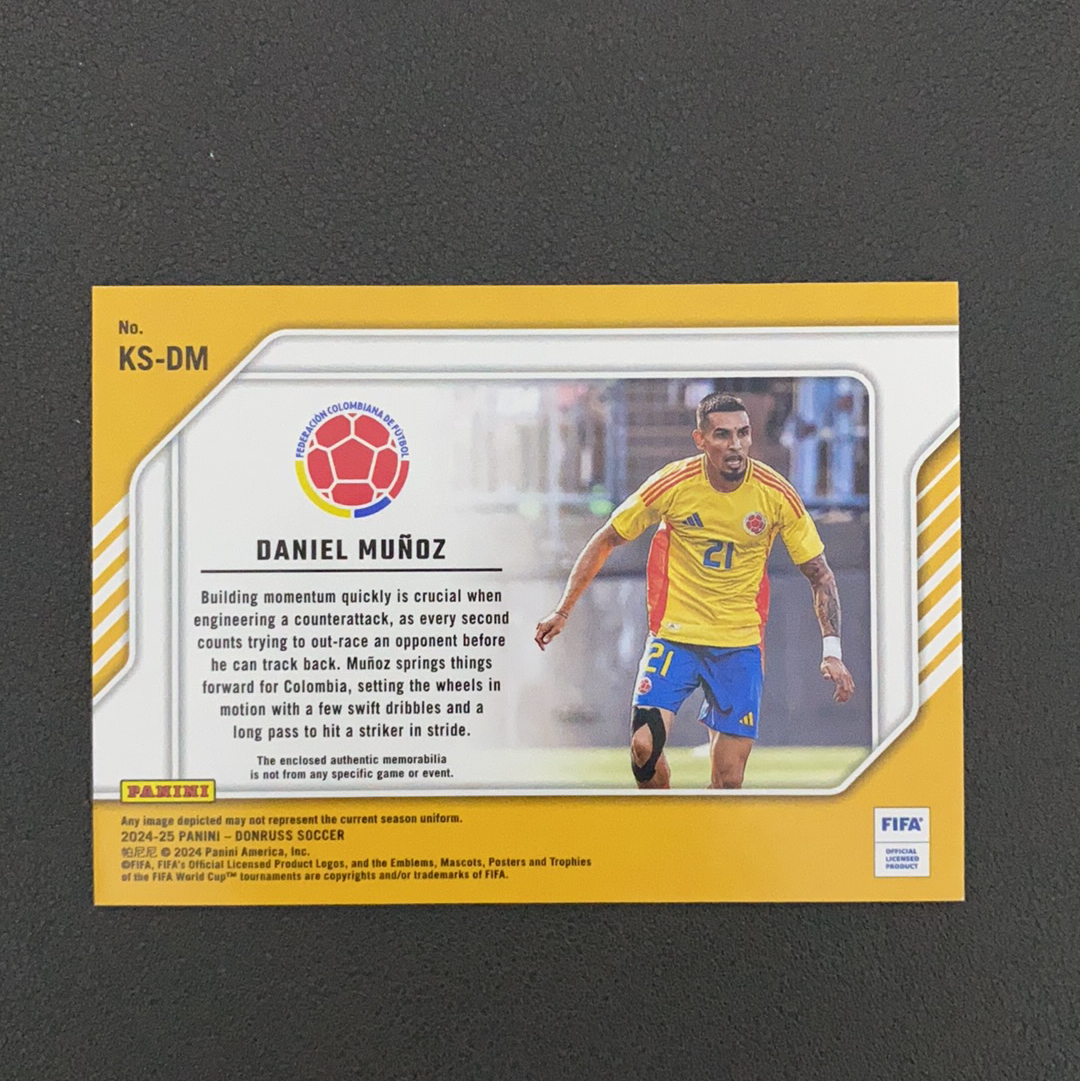 No.
KS-DM
FEDERACIÓN COLOMBIANA DE FÚTBOL
DANIEL MUÑOZ
Building momentum quickly is crucial when
engineering a counterattack, as every second
counts trying to out-race an opponent before
he can track back. Muñoz springs things
forward for Colombia, setting the wheels in
motion with a few swift dribbles and a
long pass to hit a striker in stride.
The enclosed authentic memorabilia
is not from any specific game or event.
21
21
PANINI
Any image depicted may not represent the current season uniform.
2024-25 PANINI – DONRUSS SOCCER
帕尼尼 © 2024 Panini America, Inc.
©FIFA, FIFA's Official Licensed Product Logos, and the Emblems, Mascots, Posters and Trophies
of the FIFA World Cup™ tournaments are copyrights and/or trademarks of FIFA.
FIFA®
OFFICIAL
LICENSED
PRODUCT